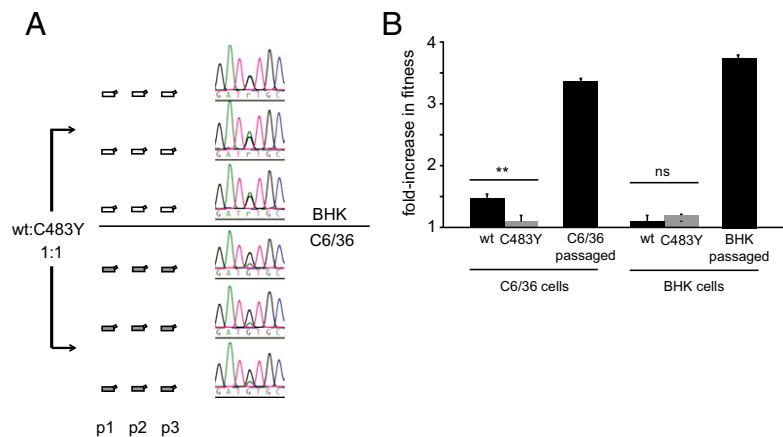 A
wt:C483Y
1:1
G A T r T G C
G A T r T G C
G A T r T G C
BHK
C6/36
G A T G T G C
G A T G T G C
G A T G T G C
p1 p2 p3
B
fold-increase in fitness
4
3
2
1
**
ns
wt C483Y
C6/36
passaged
wt C483Y
BHK
passaged
C6/36 cells
BHK cells